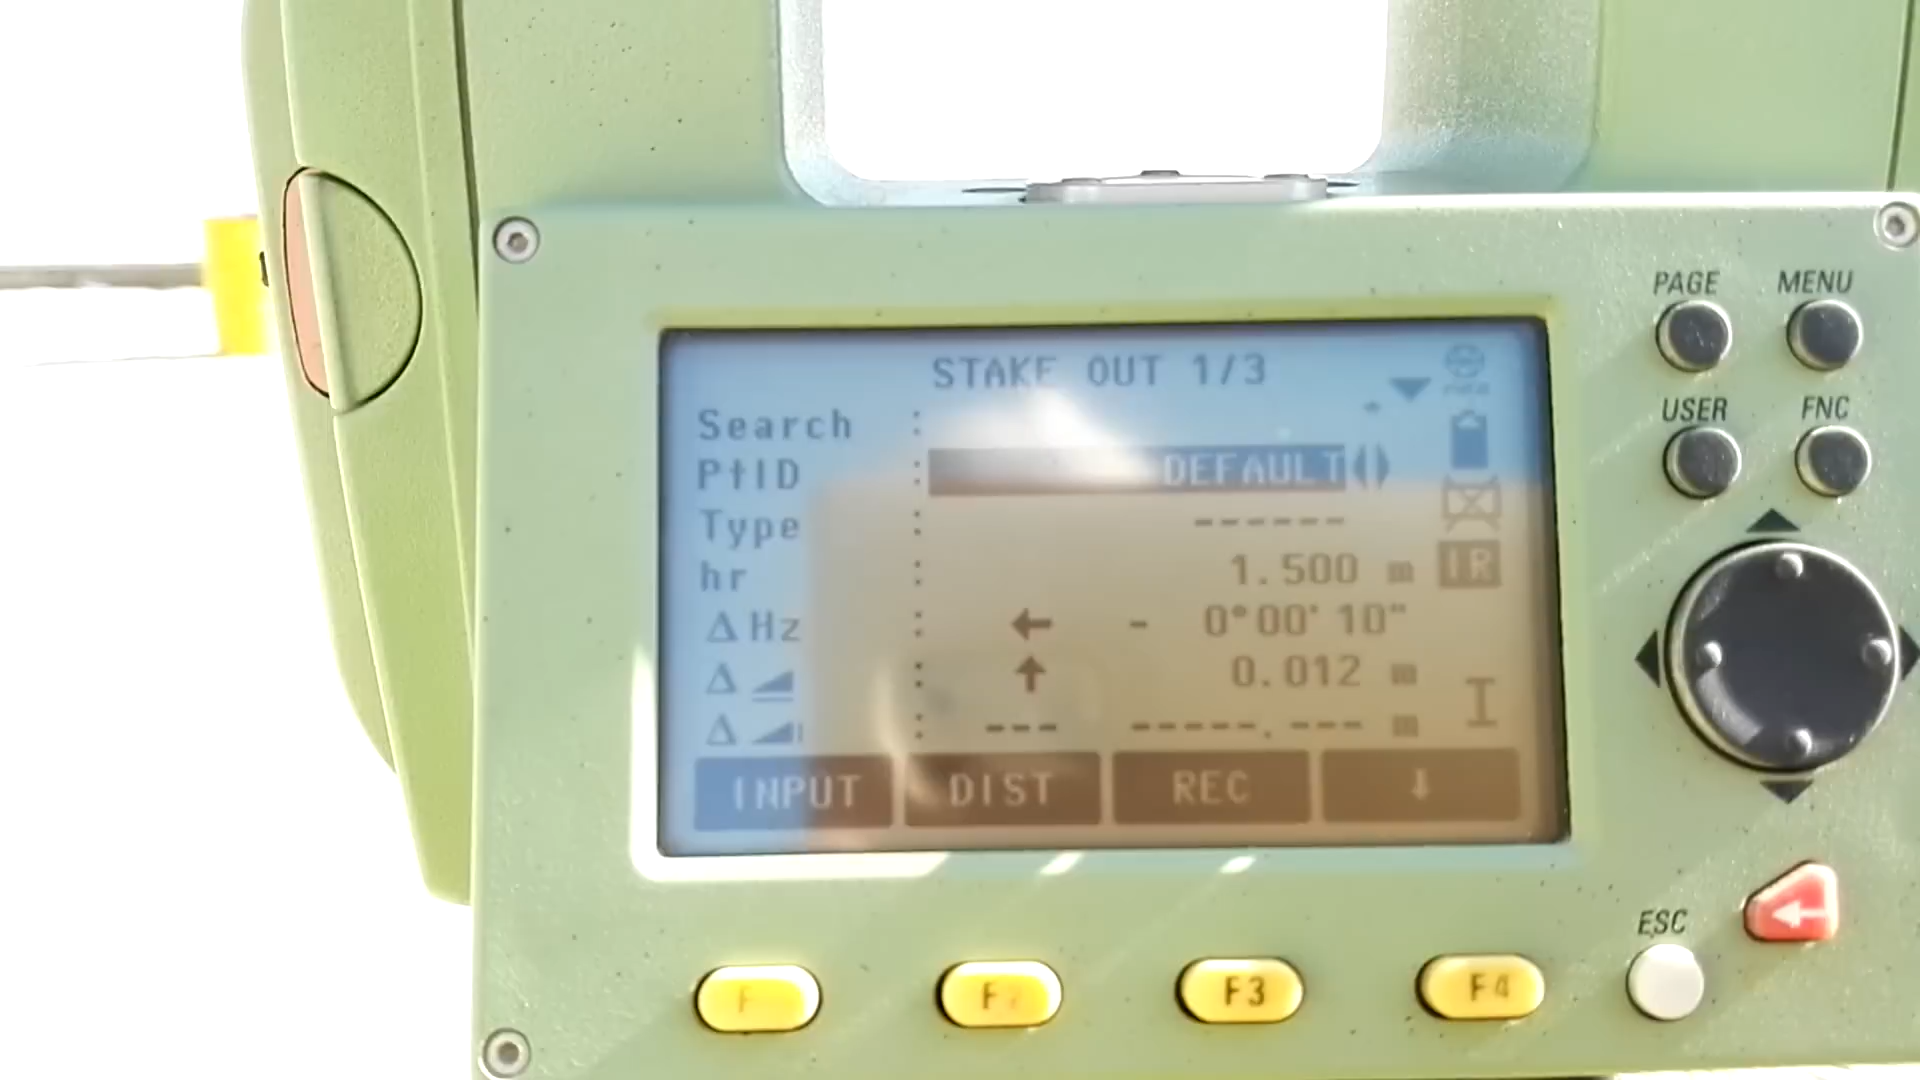 STAKE OUT 1/3
Search :
PtID : DEFAULT
Type : ------
hr : 1.500 m
Δ Hz : ← - 0°00'10"
Δ : ↑ 0.012 m
Δ : --- -----.--- m
IR
I
INPUT DIST REC ↓
PAGE MENU
USER FNC
ESC
F F3 F4